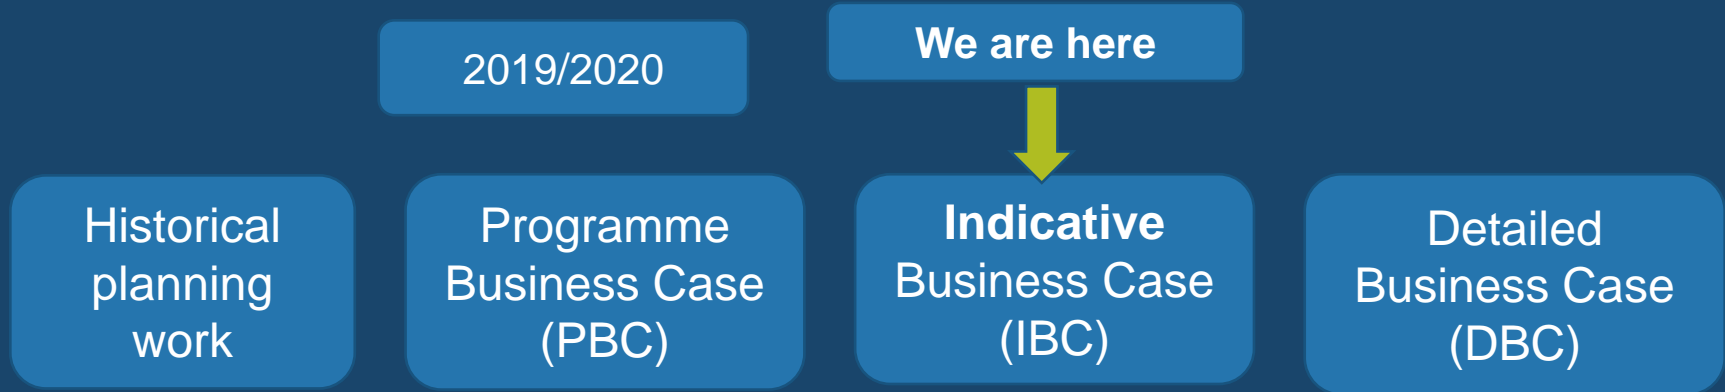 2019/2020
We are here
Historical
planning
work
Programme
Business Case
(PBC)
Indicative
Business Case
(IBC)
Detailed
Business Case
(DBC)